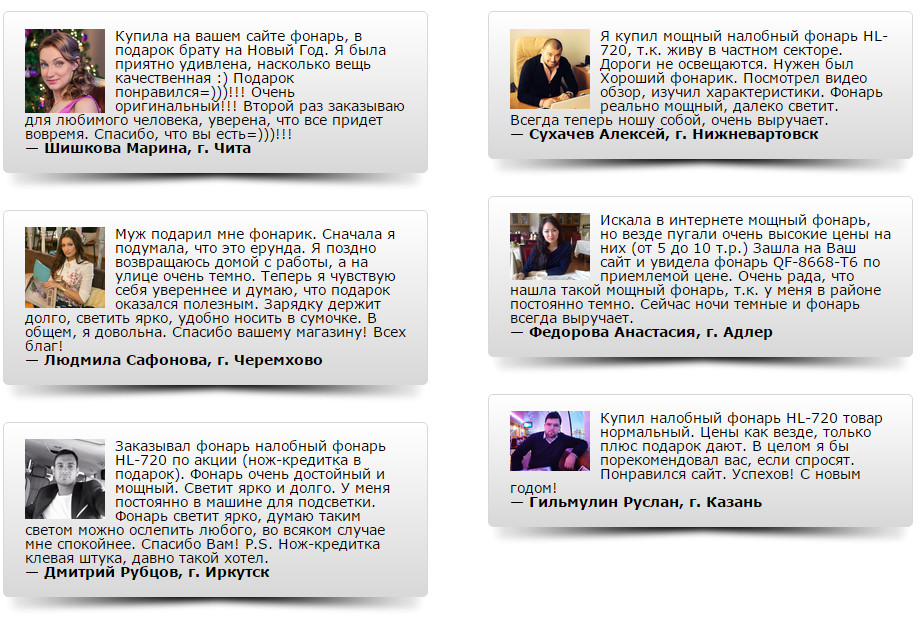 Купила на вашем сайте фонарь, в
подарок брату на Новый Год. Я была
приятно удивлена, насколько вещь
качественная :) Подарок
понравился=)))!!! Очень
оригинальный!!! Второй раз заказываю
для любимого человека, уверена, что все придет
вовремя. Спасибо, что вы есть=)))!!!
— Шишкова Марина, г. Чита
Муж подарил мне фонарик. Сначала я
подумала, что это ерунда. Я поздно
возвращаюсь домой с работы, а на
улице очень темно. Теперь я чувствую
себя увереннее и думаю, что подарок
оказался полезным. Зарядку держит
долго, светить ярко, удобно носить в сумочке. В
общем, я довольна. Спасибо вашему магазину! Всех
благ!
— Людмила Сафонова, г. Черемхово
Заказывал фонарь налобный фонарь
HL-720 по акции (нож-кредитка в
подарок). Фонарь очень достойный и
мощный. Светит ярко и долго. У меня
постоянно в машине для подсветки.
Фонарь светит ярко, думаю таким
светом можно ослепить любого, во всяком случае
мне спокойнее. Спасибо Вам! P.S. Нож-кредитка
клевая штука, давно такой хотел.
— Дмитрий Рубцов, г. Иркутск
Я купил мощный налобный фонарь HL-
720, т.к. живу в частном секторе.
Дороги не освещаются. Нужен был
Хороший фонарик. Посмотрел видео
обзор, изучил характеристики. Фонарь
реально мощный, далеко светит.
Всегда теперь ношу собой, очень выручает.
— Сухачев Алексей, г. Нижневартовск
Искала в интернете мощный фонарь,
но везде пугали очень высокие цены на
них (от 5 до 10 т.р.) Зашла на Ваш
сайт и увидела фонарь QF-8668-T6 по
приемлемой цене. Очень рада, что
нашла такой мощный фонарь, т.к. у меня в районе
постоянно темно. Сейчас ночи темные и фонарь
всегда выручает.
— Федорова Анастасия, г. Адлер
Купил налобный фонарь HL-720 товар
нормальный. Цены как везде, только
плюс подарок дают. В целом я бы
порекомендовал вас, если спросят.
Понравился сайт. Успехов! С новым
годом!
— Гильмулин Руслан, г. Казань